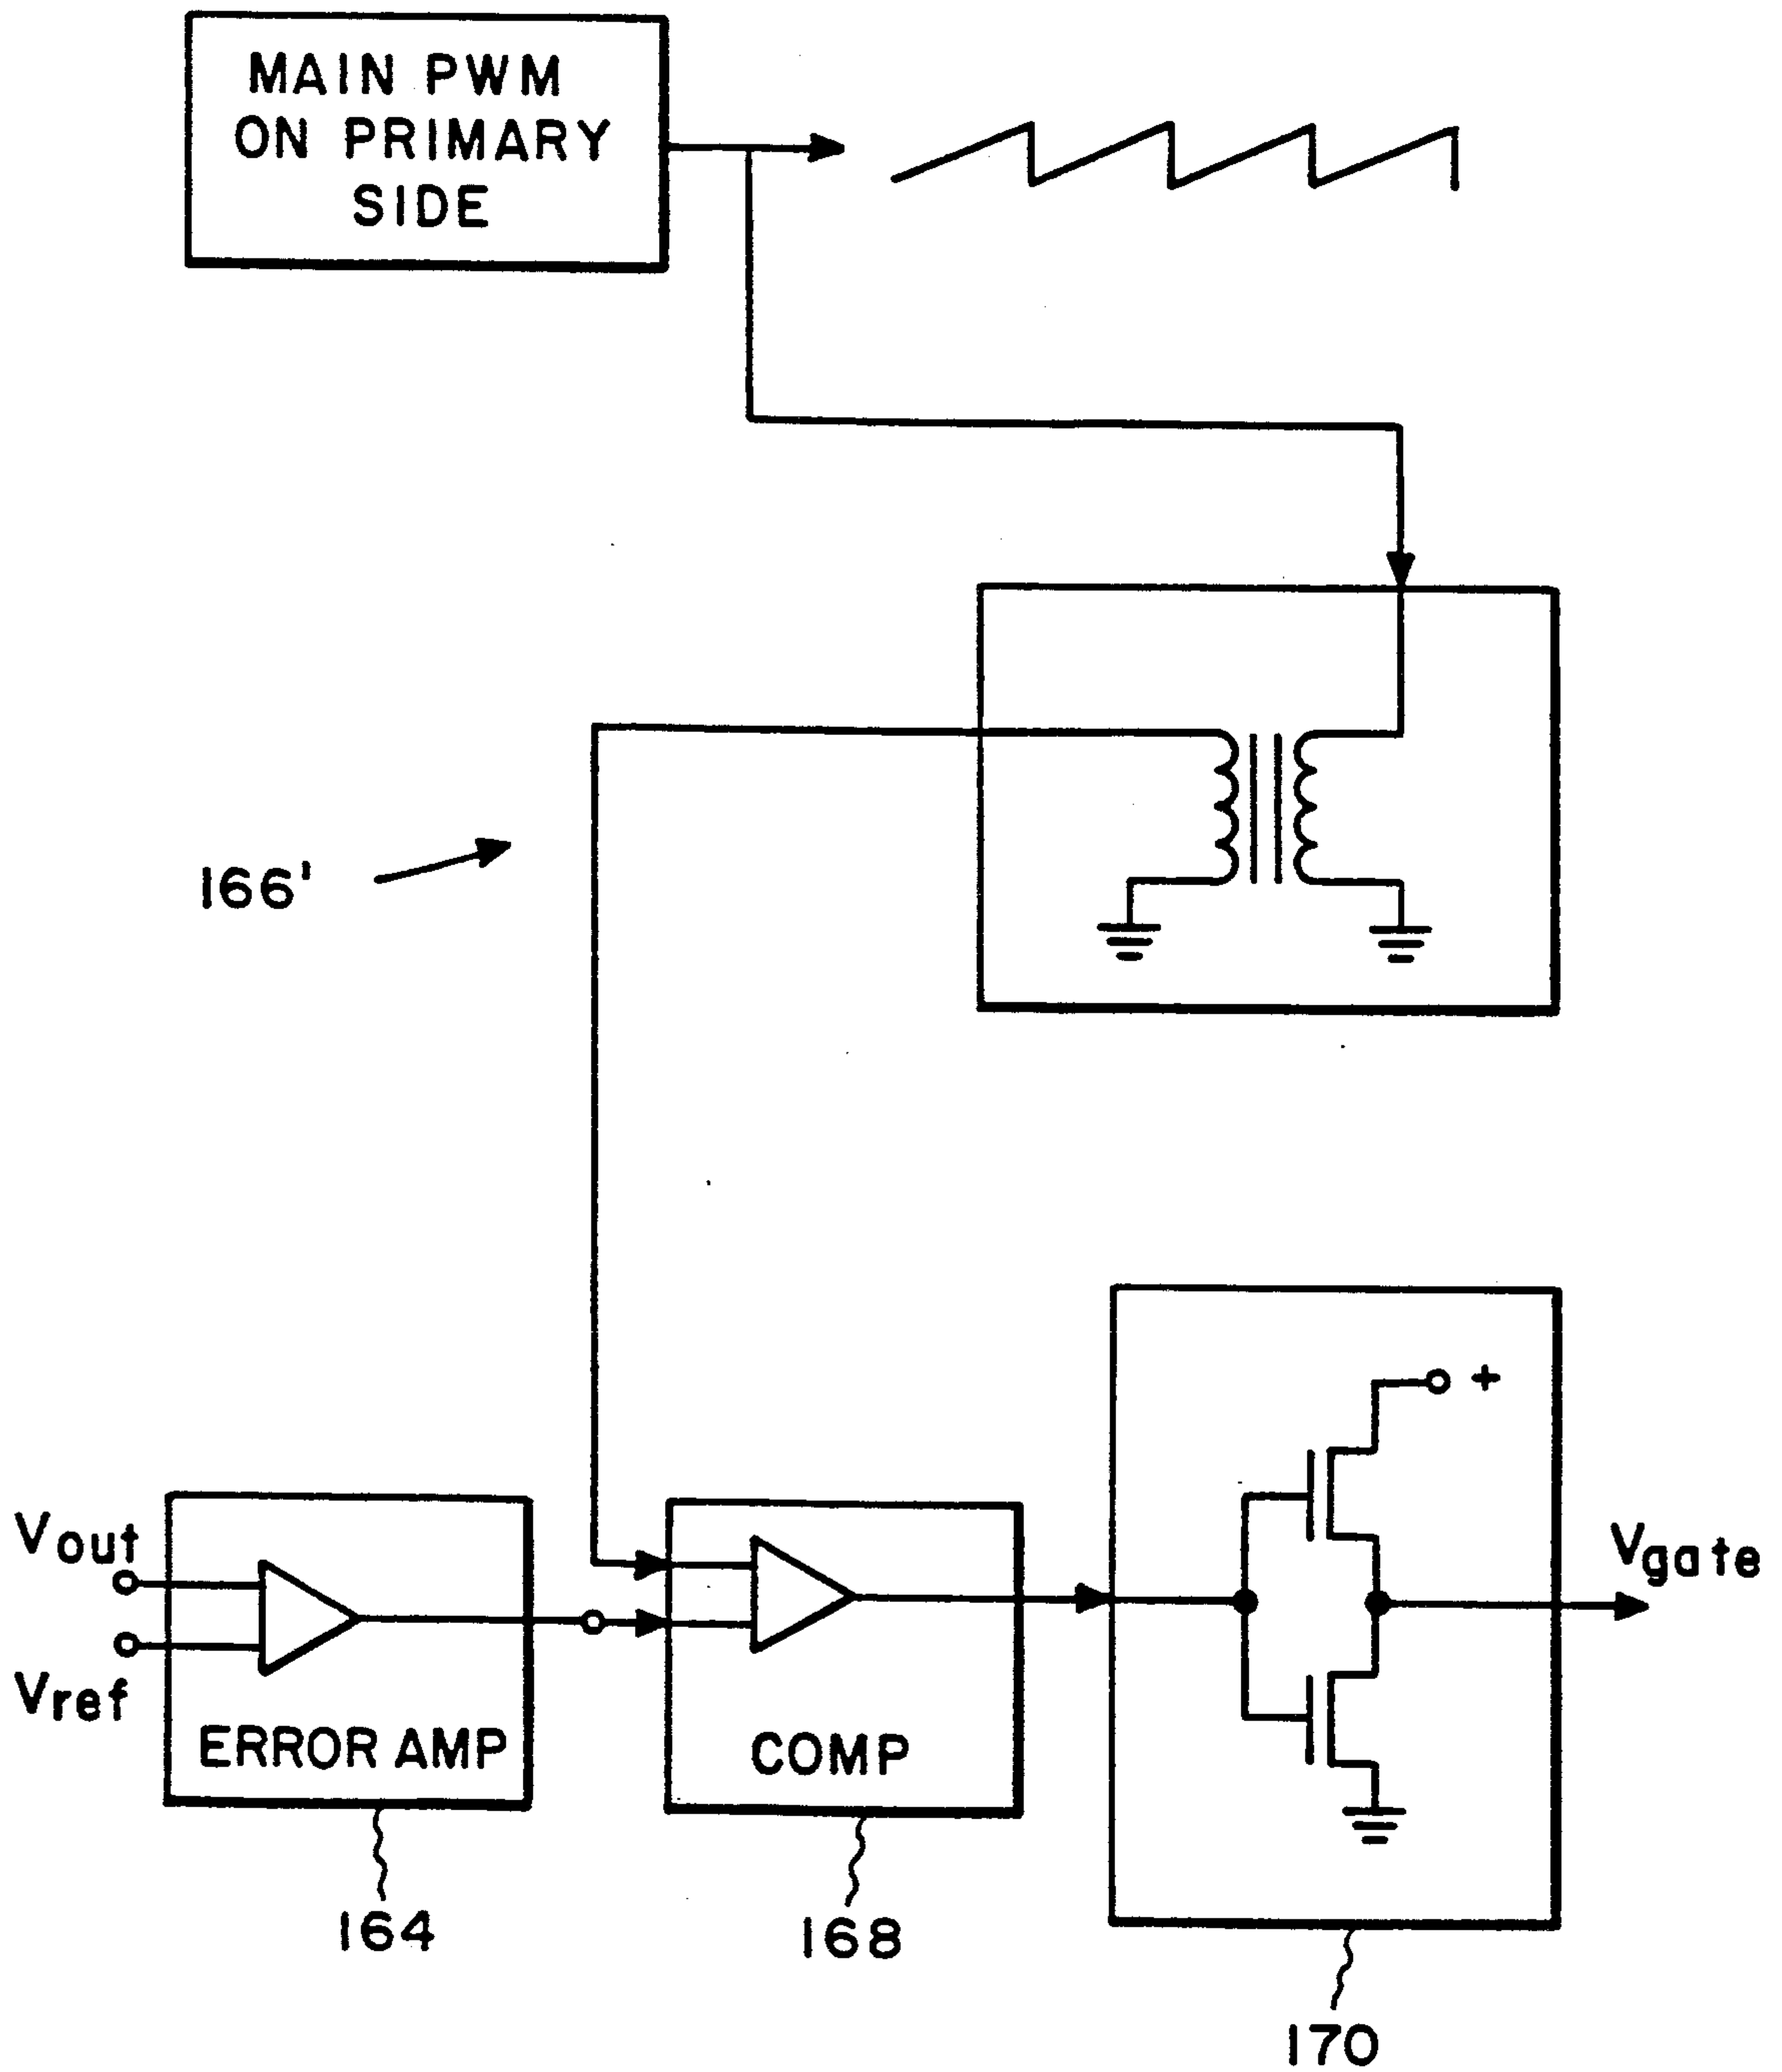 MAIN PWM
ON PRIMARY
SIDE
166'
+
Vout
Vref
ERROR AMP
COMP
Vgate
164
168
170